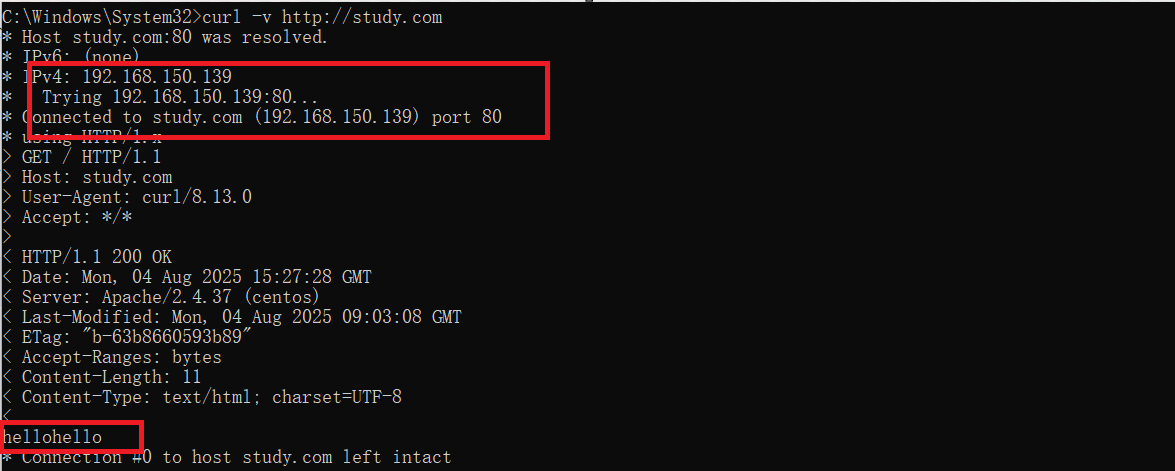 C:\Windows\System32>curl -v http://study.com
* Host study.com:80 was resolved.
* IPv6: (none)
* IPv4: 192.168.150.139
*   Trying 192.168.150.139:80...
* Connected to study.com (192.168.150.139) port 80
* using HTTP/1.x
> GET / HTTP/1.1
> Host: study.com
> User-Agent: curl/8.13.0
> Accept: */*
>
< HTTP/1.1 200 OK
< Date: Mon, 04 Aug 2025 15:27:28 GMT
< Server: Apache/2.4.37 (centos)
< Last-Modified: Mon, 04 Aug 2025 09:03:08 GMT
< ETag: "b-63b8660593b89"
< Accept-Ranges: bytes
< Content-Length: 11
< Content-Type: text/html; charset=UTF-8
<
hellohello
* Connection #0 to host study.com left intact